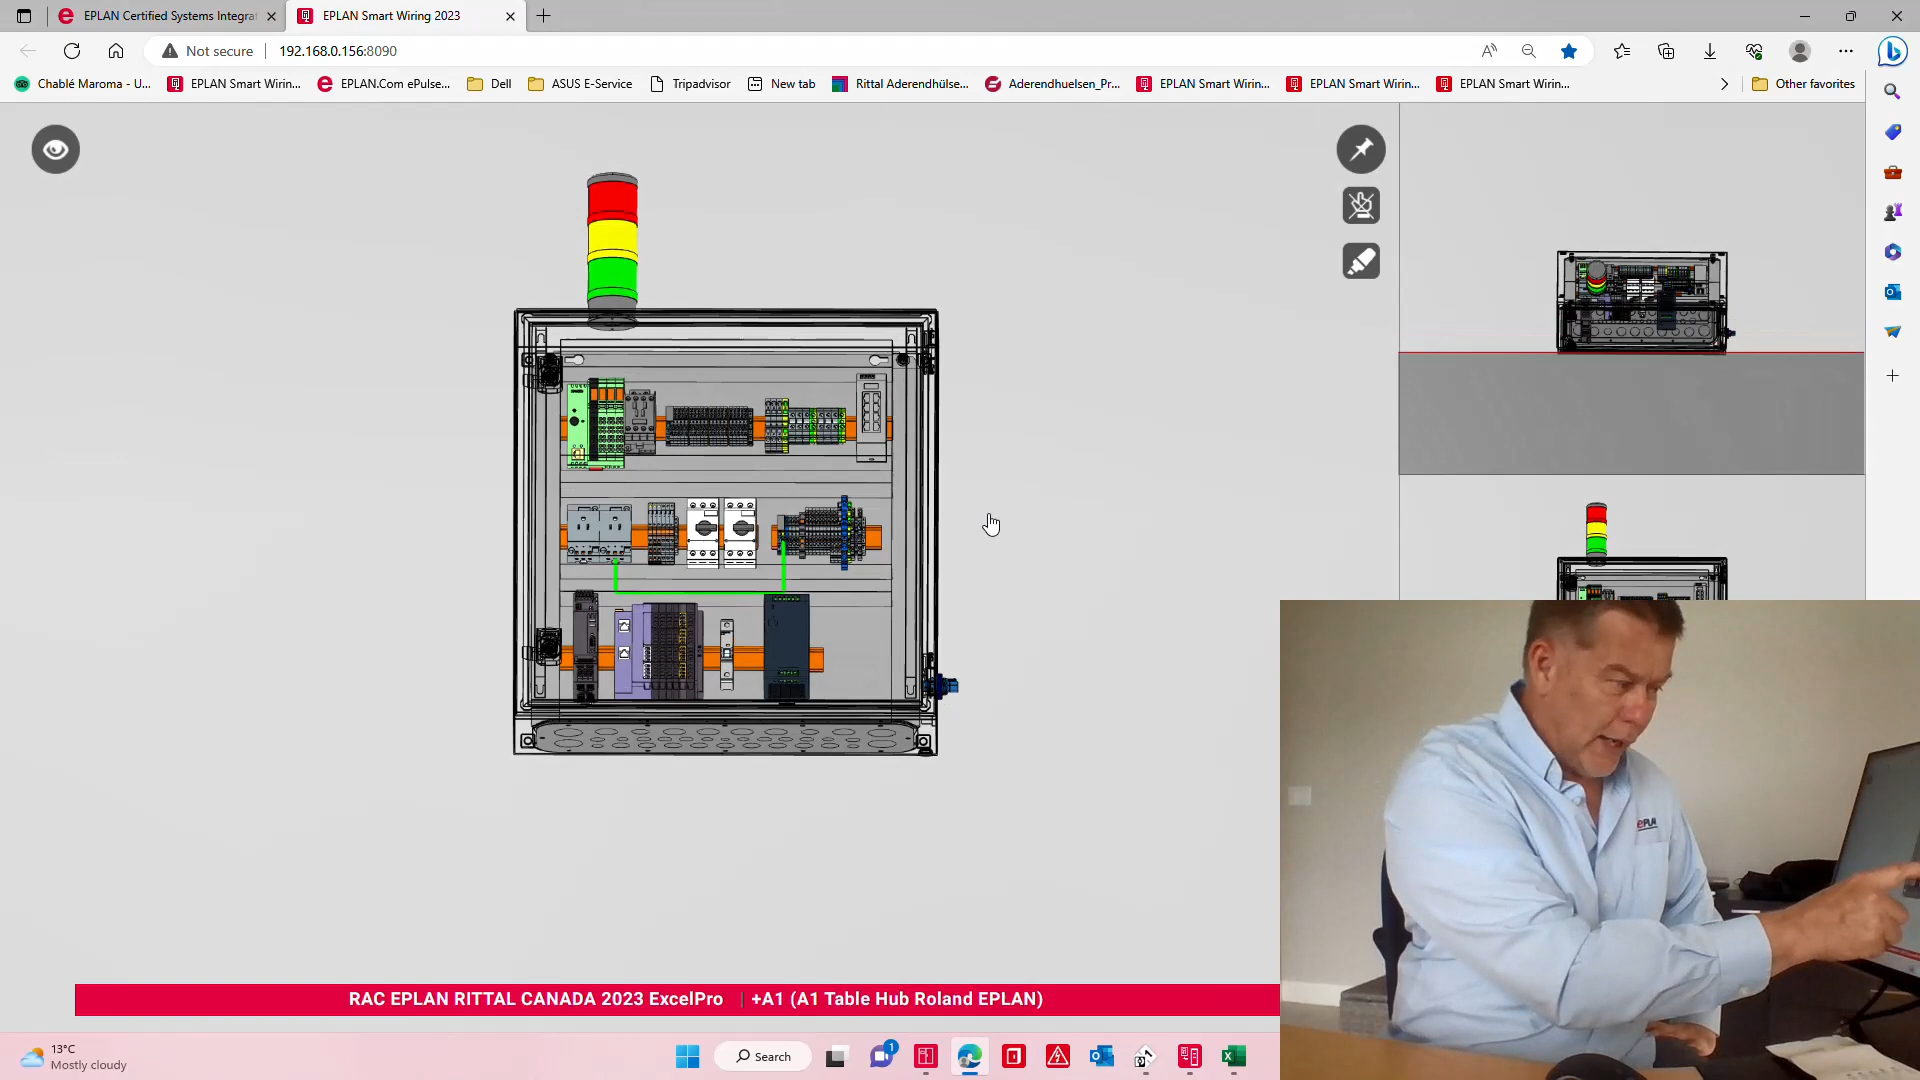 EPLAN Certified Systems Integra
EPLAN Smart Wiring 2023
Not secure
192.168.0.156:8090
Chablé Maroma - U...
EPLAN Smart Wirin...
EPLAN.Com ePulse...
Dell
ASUS E-Service
Tripadvisor
New tab
Rittal Aderendhülse...
Aderendhuelsen_Pr...
EPLAN Smart Wirin...
EPLAN Smart Wirin...
EPLAN Smart Wirin...
Other favorites
ePLAN
RAC EPLAN RITTAL CANADA 2023 ExcelPro | +A1 (A1 Table Hub Roland EPLAN)
13°C
Mostly cloudy
Search
1